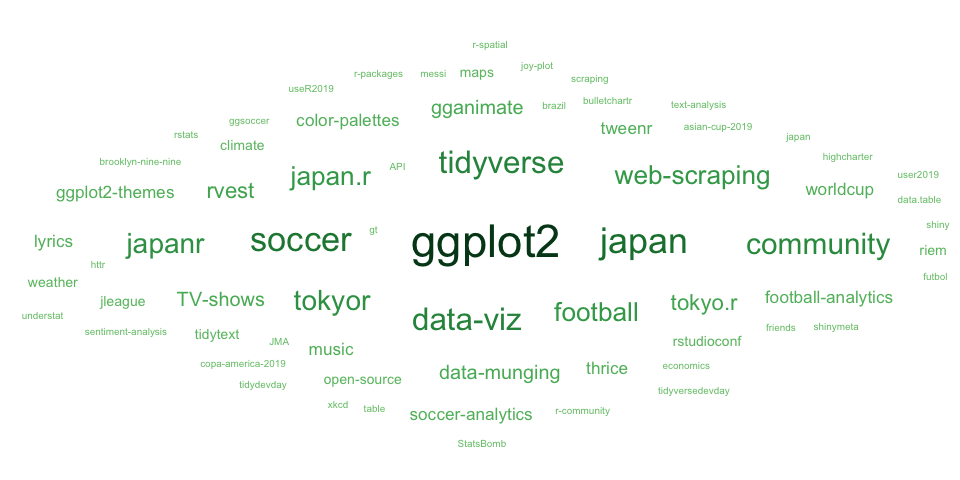 r-spatial
r-packages messi maps joy-plot
scraping
useR2019
ggsoccer color-palettes gganimate brazil bulletchartr text-analysis
rstats climate tweenr asian-cup-2019 japan
brooklyn-nine-nine japan.r API tidyverse web-scraping highcharter
ggplot2-themes rvest worldcup user2019
data.table
lyrics japanr soccer gt ggplot2 japan community shiny
riem
httr
weather futbol
jleague TV-shows tokyor data-viz football tokyo.r football-analytics
understat
sentiment-analysis tidytext JMA rstudioconf friends shinymeta
copa-america-2019 music
tidydevday open-source data-munging thrice economics
tidyversedevday
xkcd table soccer-analytics r-community
StatsBomb